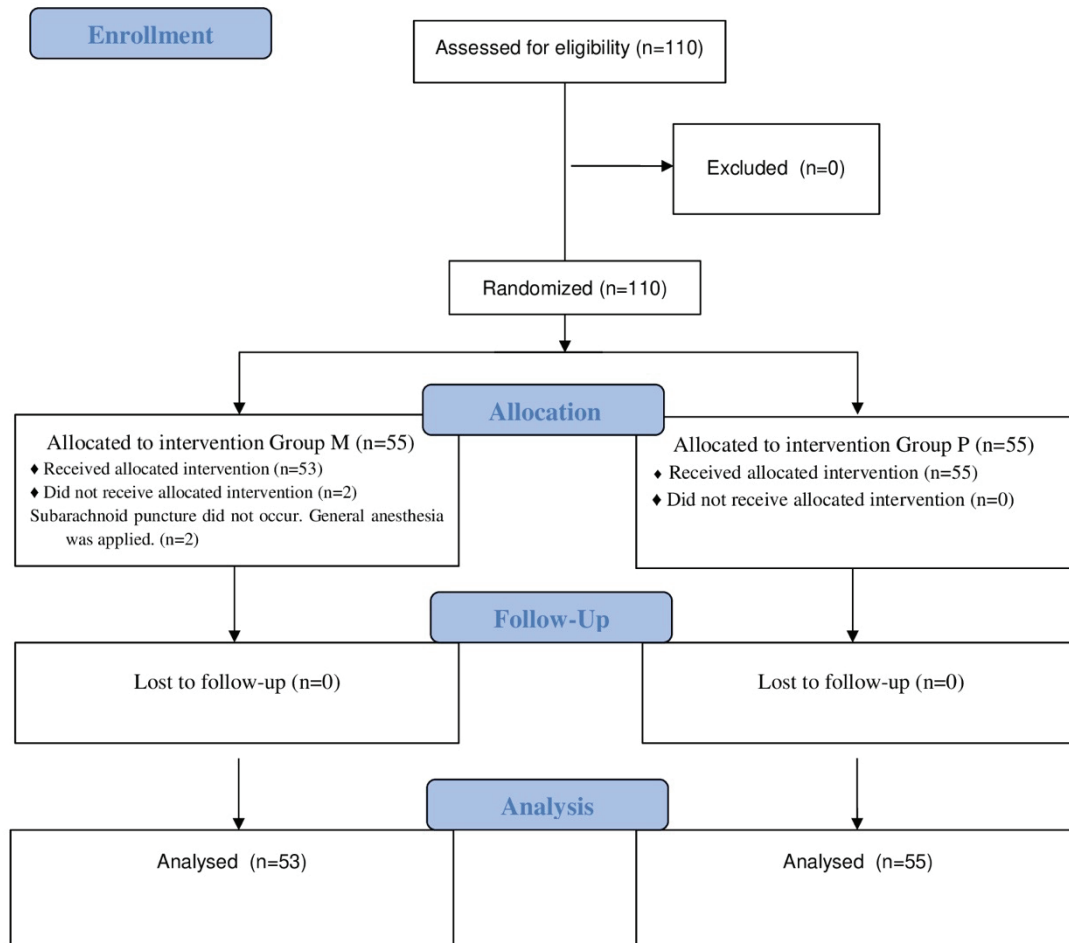 Enrollment
Assessed for eligibility (n=110)
Excluded (n=0)
Randomized (n=110)
Allocation
Allocated to intervention Group M (n=55)
♦ Received allocated intervention (n=53)
♦ Did not receive allocated intervention (n=2)
Subarachnoid puncture did not occur. General anesthesia
was applied. (n=2)
Allocated to intervention Group P (n=55)
♦ Received allocated intervention (n=55)
♦ Did not receive allocated intervention (n=0)
Follow-Up
Lost to follow-up (n=0)
Lost to follow-up (n=0)
Analysis
Analysed (n=53)
Analysed (n=55)